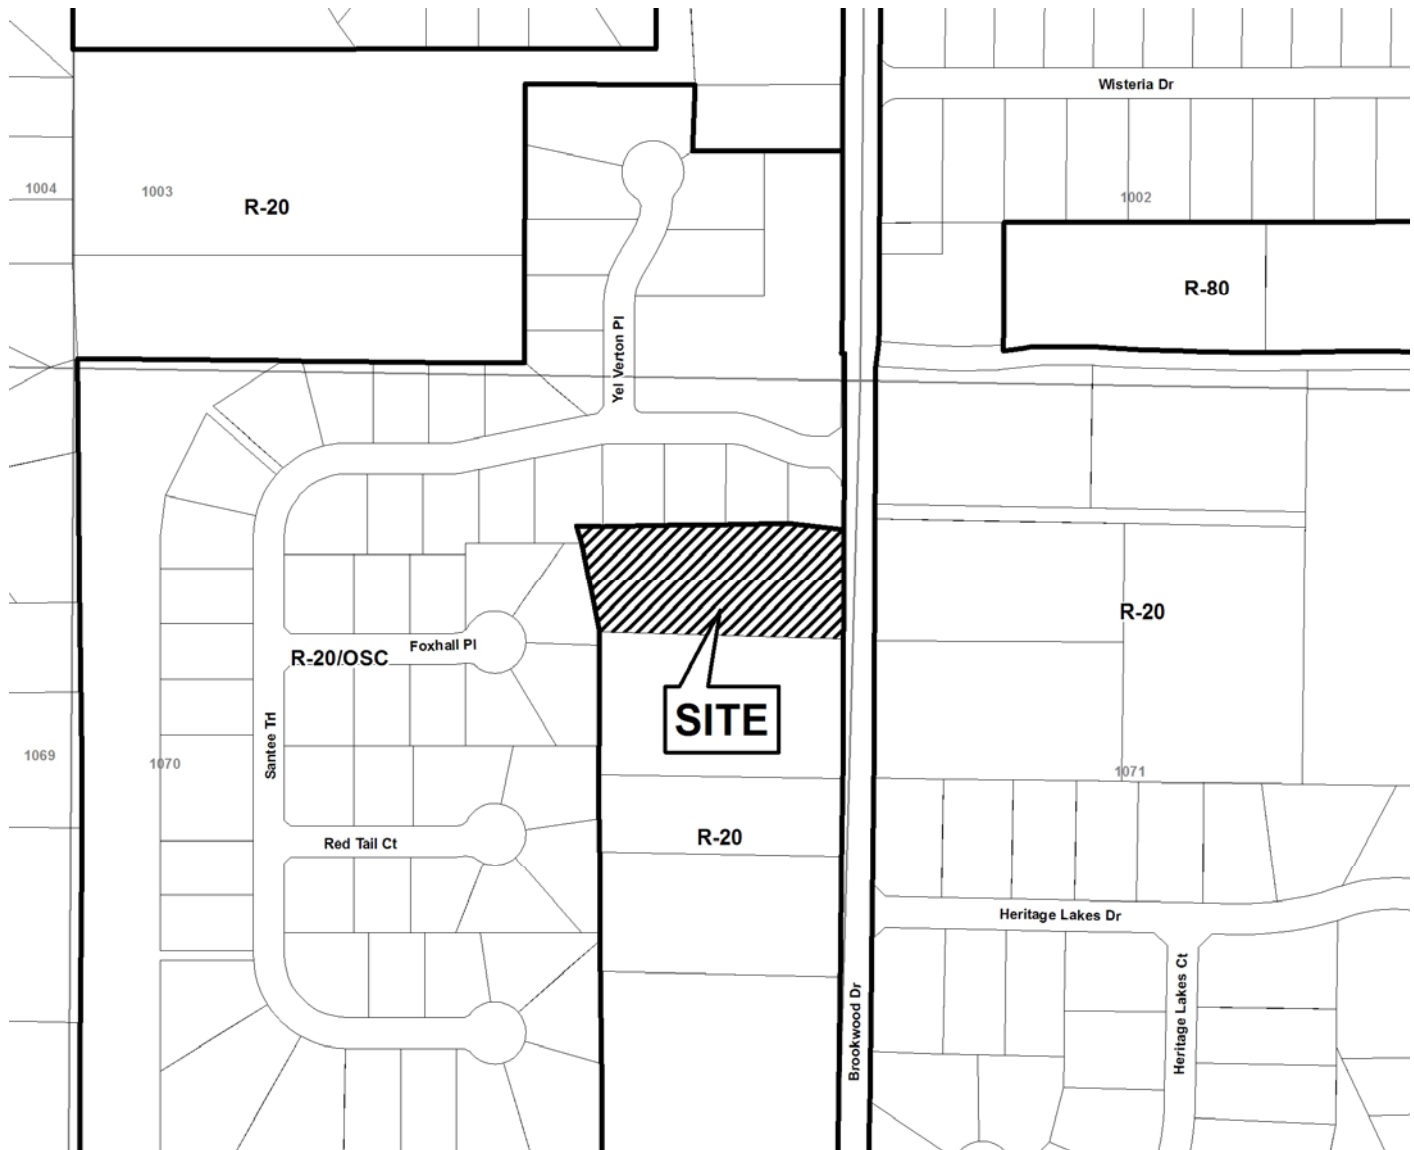 Wisteria Dr
1004
1003
R-20
1002
R-80
Yel Verton Pl
R-20
Foxhall Pl
R-20/OSC
SITE
Santee Trl
1069
1070
1071
R-20
Red Tail Ct
Heritage Lakes Dr
Brookwood Dr
Heritage Lakes Ct